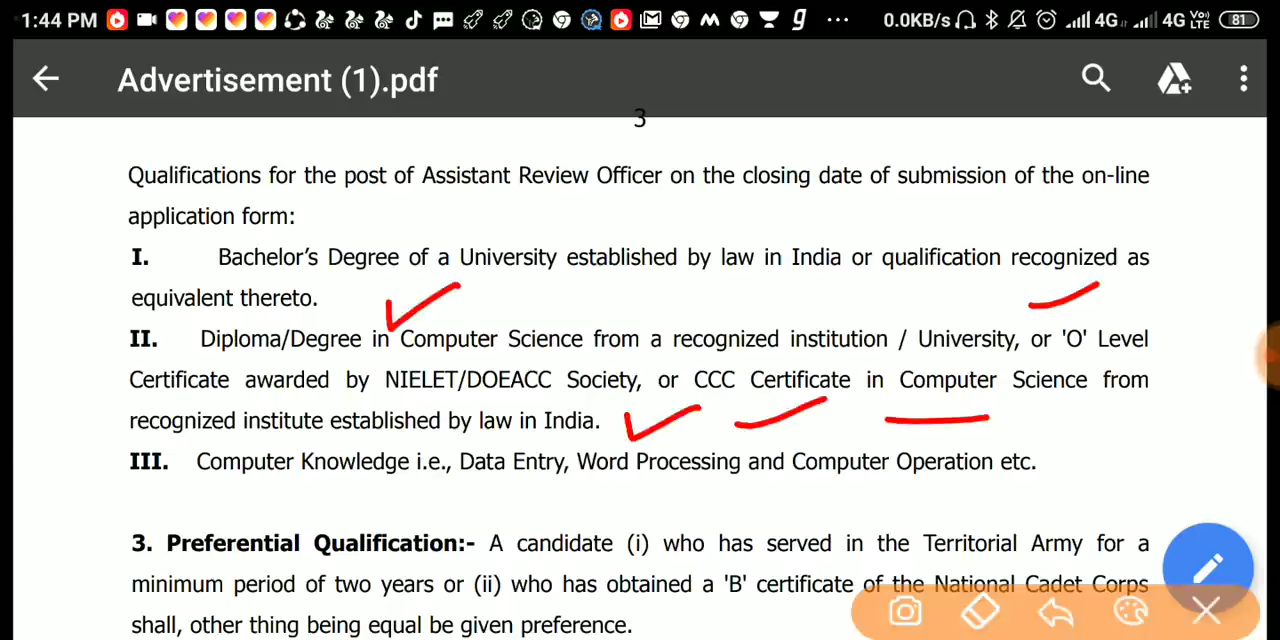 1:44 PM ... 0.0KB/s 4G 4G Vo) LTE 81
Advertisement (1).pdf
3
Qualifications for the post of Assistant Review Officer on the closing date of submission of the on-line
application form:
I. Bachelor's Degree of a University established by law in India or qualification recognized as
equivalent thereto.
II. Diploma/Degree in Computer Science from a recognized institution / University, or 'O' Level
Certificate awarded by NIELET/DOEACC Society, or CCC Certificate in Computer Science from
recognized institute established by law in India.
III. Computer Knowledge i.e., Data Entry, Word Processing and Computer Operation etc.
3. Preferential Qualification:- A candidate (i) who has served in the Territorial Army for a
minimum period of two years or (ii) who has obtained a 'B' certificate of the National Cadet Corps
shall, other thing being equal be given preference.